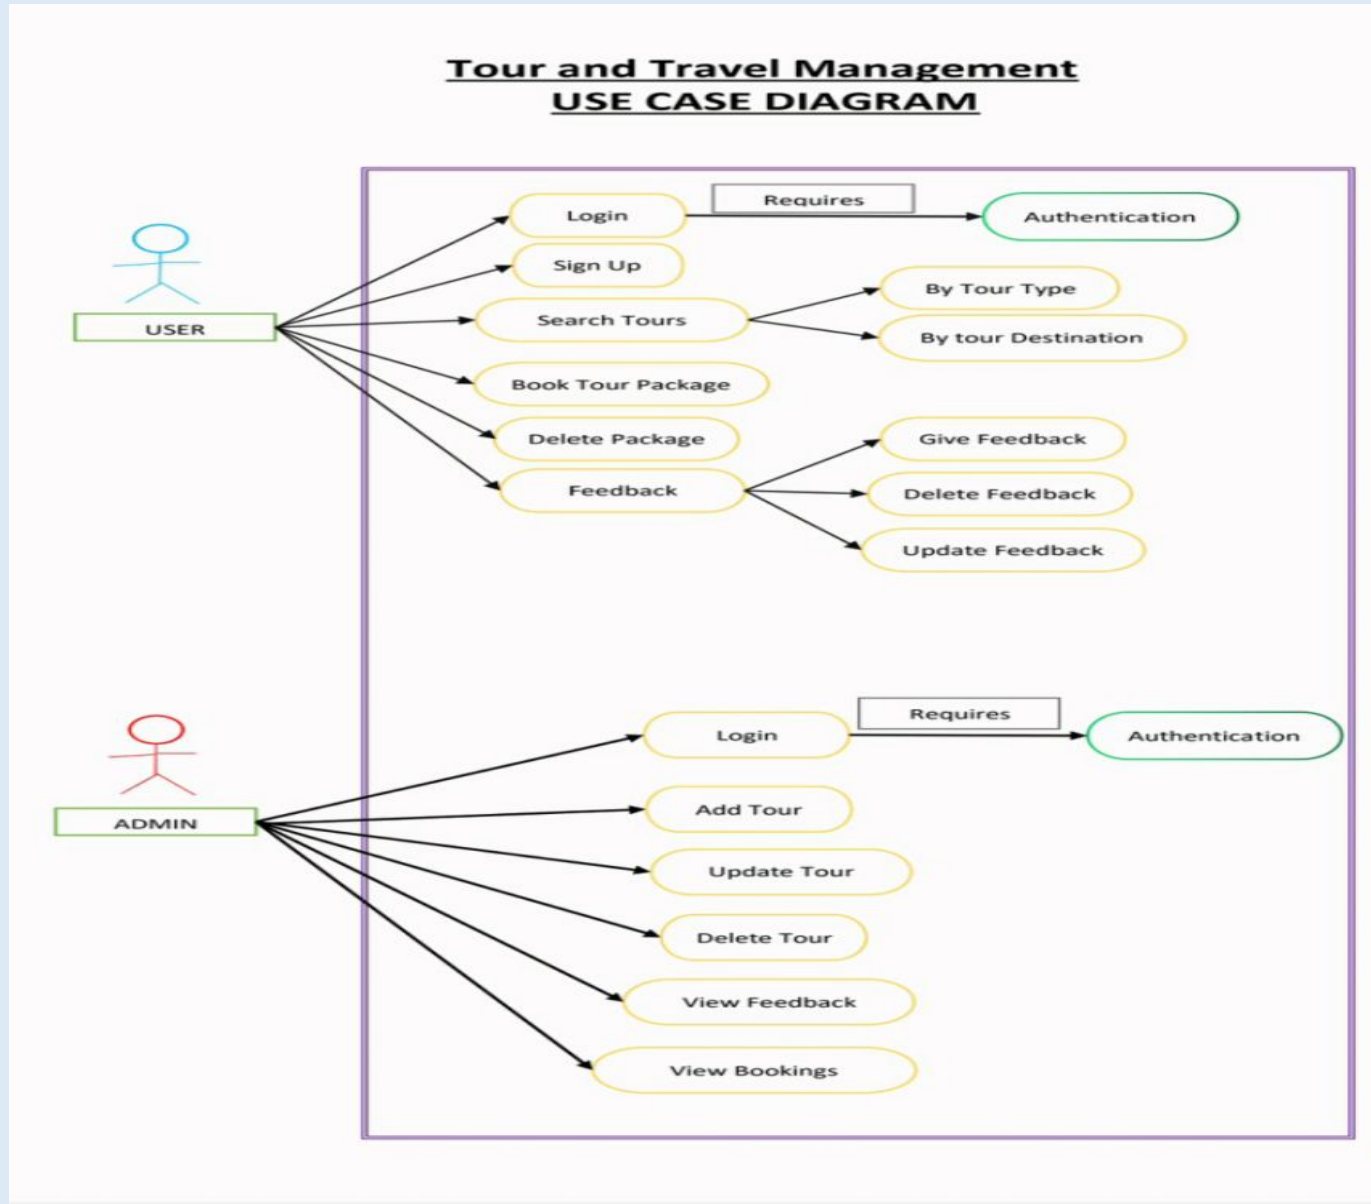 Tour and Travel Management
USE CASE DIAGRAM
Requires
Login
Authentication
Sign Up
By Tour Type
USER
Search Tours
By tour Destination
Book Tour Package
Delete Package
Give Feedback
Feedback
Delete Feedback
Update Feedback
Requires
Login
Authentication
Add Tour
ADMIN
Update Tour
Delete Tour
View Feedback
View Bookings